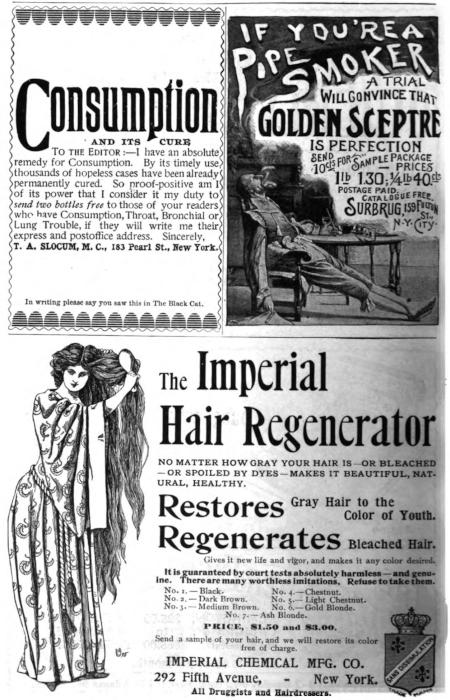 Consumption
AND ITS CURE
TO THE EDITOR:—I have an absolute
remedy for Consumption. By its timely use
thousands of hopeless cases have been already
permanently cured. So proof-positive am I
of its power that I consider it my duty to
send two bottles free to those of your readers
who have Consumption, Throat, Bronchial or
Lung Trouble, if they will write me their
express and postoffice address. Sincerely,
T. A. SLOCUM, M. C., 183 Pearl St., New York.
In writing please say you saw this in The Black Cat.
IF YOU'RE A
PIPE
SMOKER
A TRIAL
WILL CONVINCE THAT
GOLDEN SCEPTRE
IS PERFECTION
SEND 10CTS FOR SAMPLE PACKAGE
— PRICES
1 lb 1.30; ¼ lb 40 cts
POSTAGE PAID.
CATALOGUE FREE.
SURBRUG, 159 FULTON
ST.,
N.Y. CITY.
The Imperial
Hair Regenerator
NO MATTER HOW GRAY YOUR HAIR IS—OR BLEACHED
—OR SPOILED BY DYES—MAKES IT BEAUTIFUL, NAT-
URAL, HEALTHY.
Restores Gray Hair to the
Color of Youth.
Regenerates Bleached Hair.
Gives it new life and vigor, and makes it any color desired.
It is guaranteed by court tests absolutely harmless—and genu-
ine. There are many worthless imitations. Refuse to take them.
No. 1.—Black. No. 4.—Chestnut.
No. 2.—Dark Brown. No. 5.—Light Chestnut.
No. 3.—Medium Brown. No. 6.—Gold Blonde.
No. 7.—Ash Blonde.
PRICE, $1.50 and $3.00.
Send a sample of your hair, and we will restore its color
free of charge.
IMPERIAL CHEMICAL MFG. CO.
292 Fifth Avenue, - New York.
All Druggists and Hairdressers.
SANS DISSIMULATION